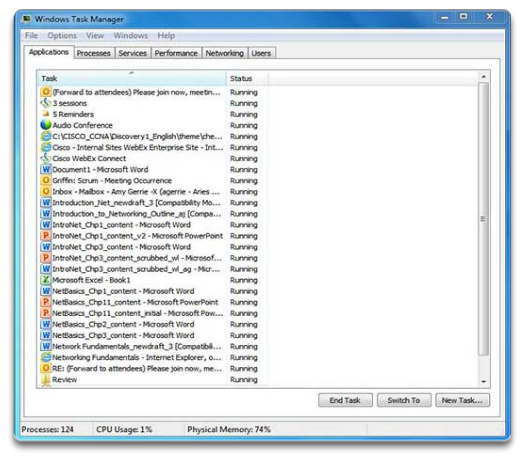 Windows Task Manager
File Options View Windows Help
Applications Processes Services Performance Networking Users
Task Status
(Forward to attendees) Please join now, meetin... Running
3 sessions Running
5 Reminders Running
Audio Conference Running
C:\CISCO_CCNA\Discovery1_English\theme\che... Running
Cisco - Internal Sites WebEx Enterprise Site - Int... Running
Cisco WebEx Connect Running
Document1 - Microsoft Word Running
Griffin: Scrum - Meeting Occurrence Running
Inbox - Mailbox - Amy Gerrie -X (agerrie - Aries ... Running
Introduction_Net_newdraft_3 [Compatibility Mo... Running
Introduction_to_Networking_Outline_aj [Compa... Running
IntroNet_Chp1_content - Microsoft Word Running
IntroNet_Chp1_content_v2 - Microsoft PowerPoint Running
IntroNet_Chp3_content - Microsoft Word Running
IntroNet_Chp3_content_scrubbed_wl - Microsof... Running
IntroNet_Chp3_content_scrubbed_wl_ag - Micr... Running
Microsoft Excel - Book1 Running
NetBasics_Chp1_content - Microsoft Word Running
NetBasics_Chp11_content - Microsoft PowerPoint Running
NetBasics_Chp11_content_initial - Microsoft Pow... Running
NetBasics_Chp2_content - Microsoft Word Running
NetBasics_Chp3_content - Microsoft Word Running
Network Fundamentals_newdraft_3 [Compatibili... Running
Networking Fundamentals - Internet Explorer, o... Running
RE: (Forward to attendees) Please join now, me... Running
Review Running
End Task Switch To New Task...
Processes: 124 CPU Usage: 1% Physical Memory: 74%